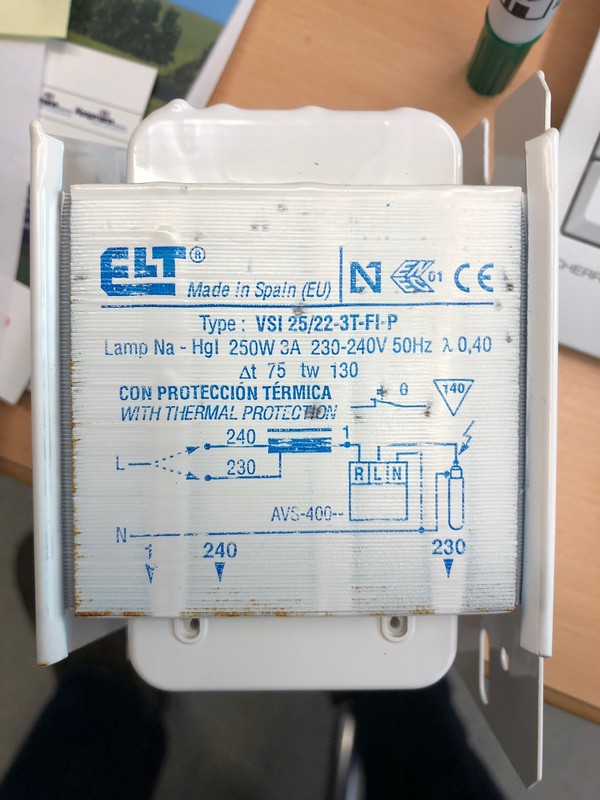 ELT®
Made in Spain (EU)
N ENEC 01 CE
Type : VSI 25/22-3T-FI-P
Lamp Na - HgI 250W 3A 230-240V 50Hz λ 0,40
Δt 75 tw 130
CON PROTECCIÓN TÉRMICA
WITH THERMAL PROTECTION
θ
140
240
1
L
230
R L N
AVS-400--
N
1 240 230
CHERR